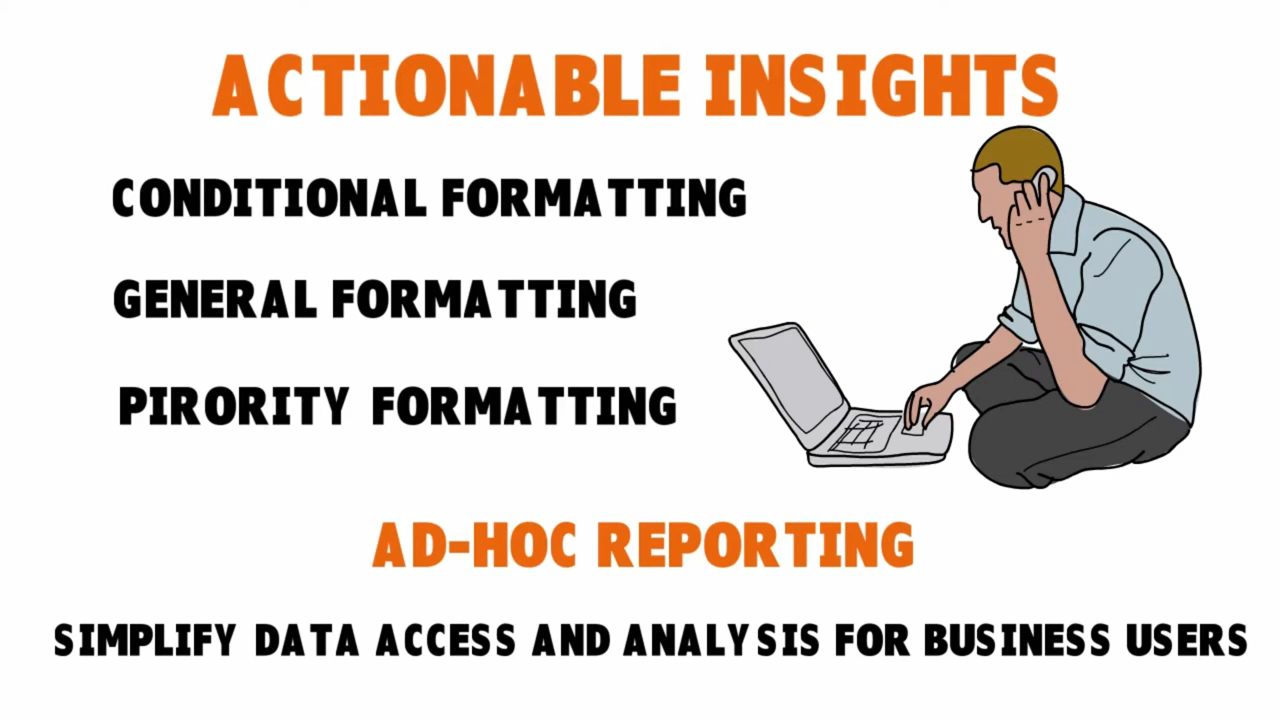 ACTIONABLE INSIGHTS
CONDITIONAL FORMATTING
GENERAL FORMATTING
PIRORITY FORMATTING
AD-HOC REPORTING
SIMPLIFY DATA ACCESS AND ANALYSIS FOR BUSINESS USERS